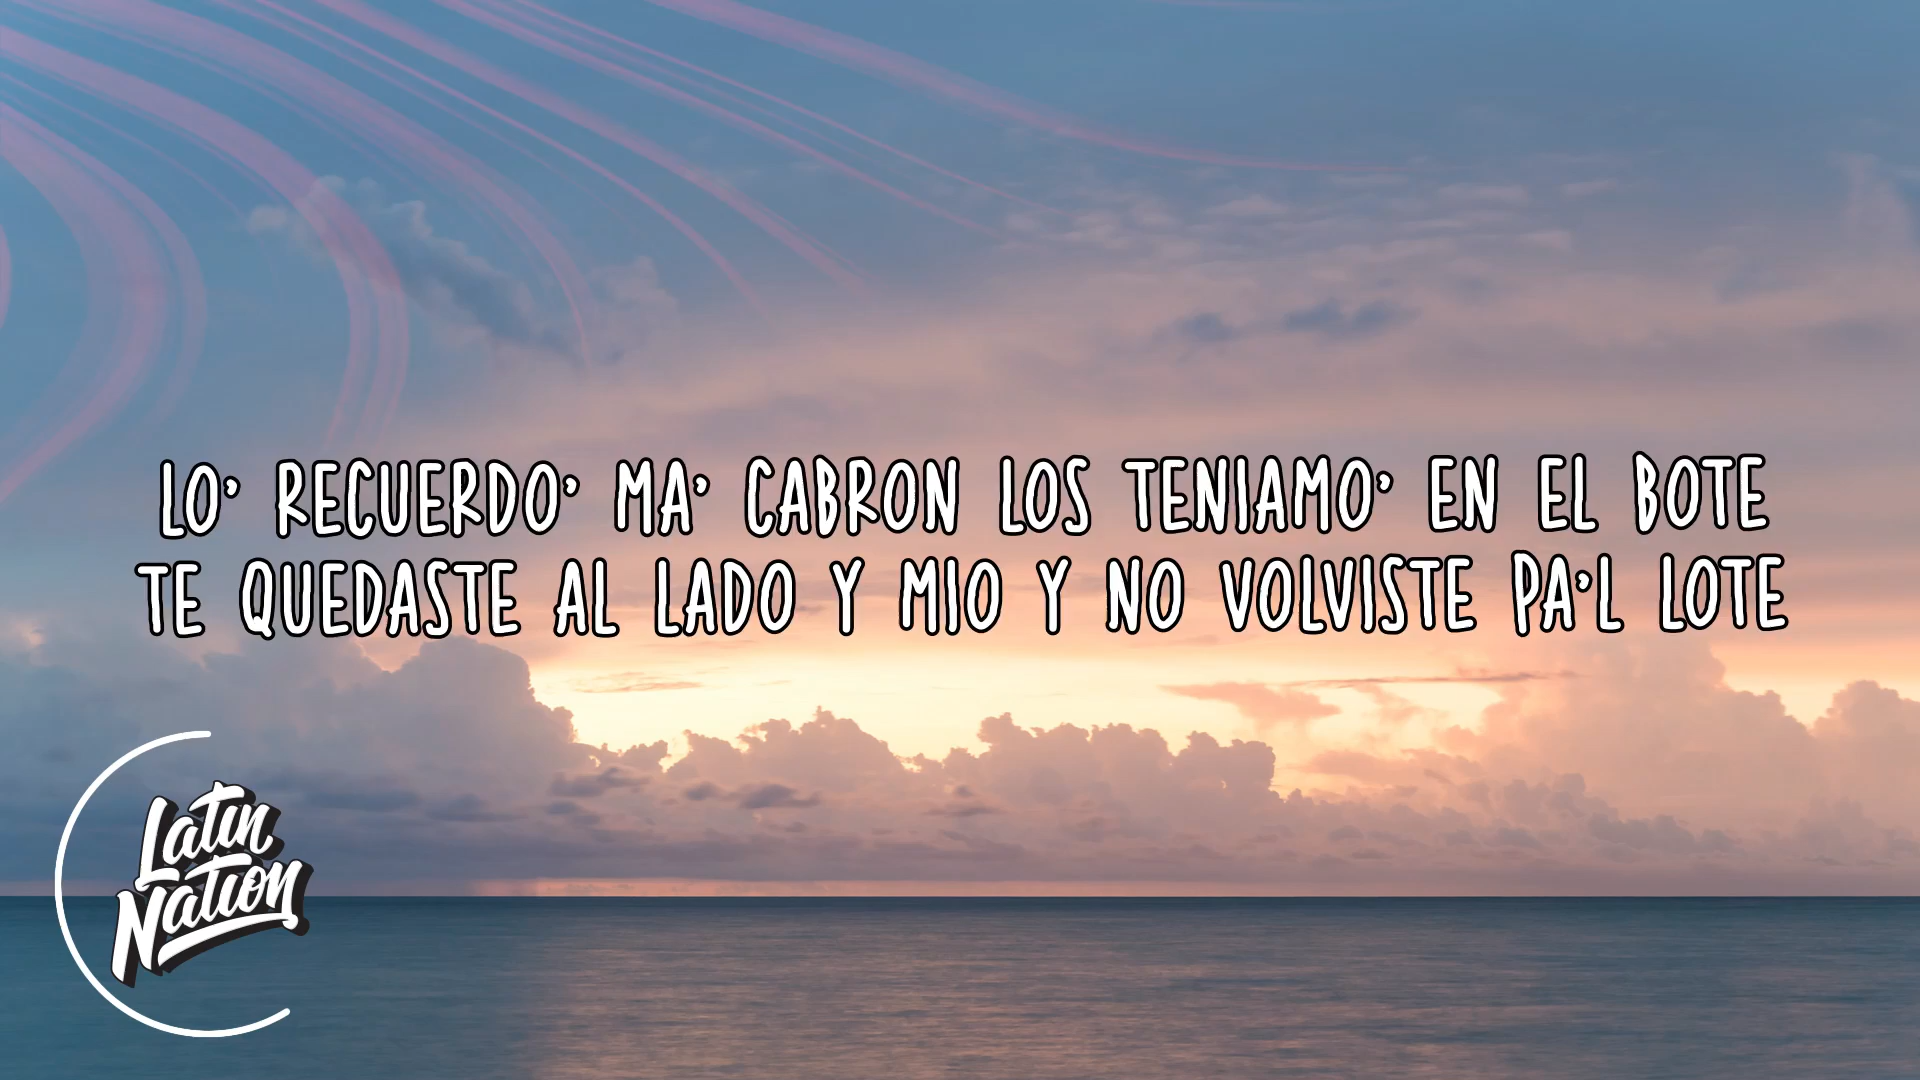 LO' RECUERDO' MA' CABRON LOS TENIAMO' EN EL BOTE
TE QUEDASTE AL LADO Y MIO Y NO VOLVISTE PA'L LOTE
Latin
Nation